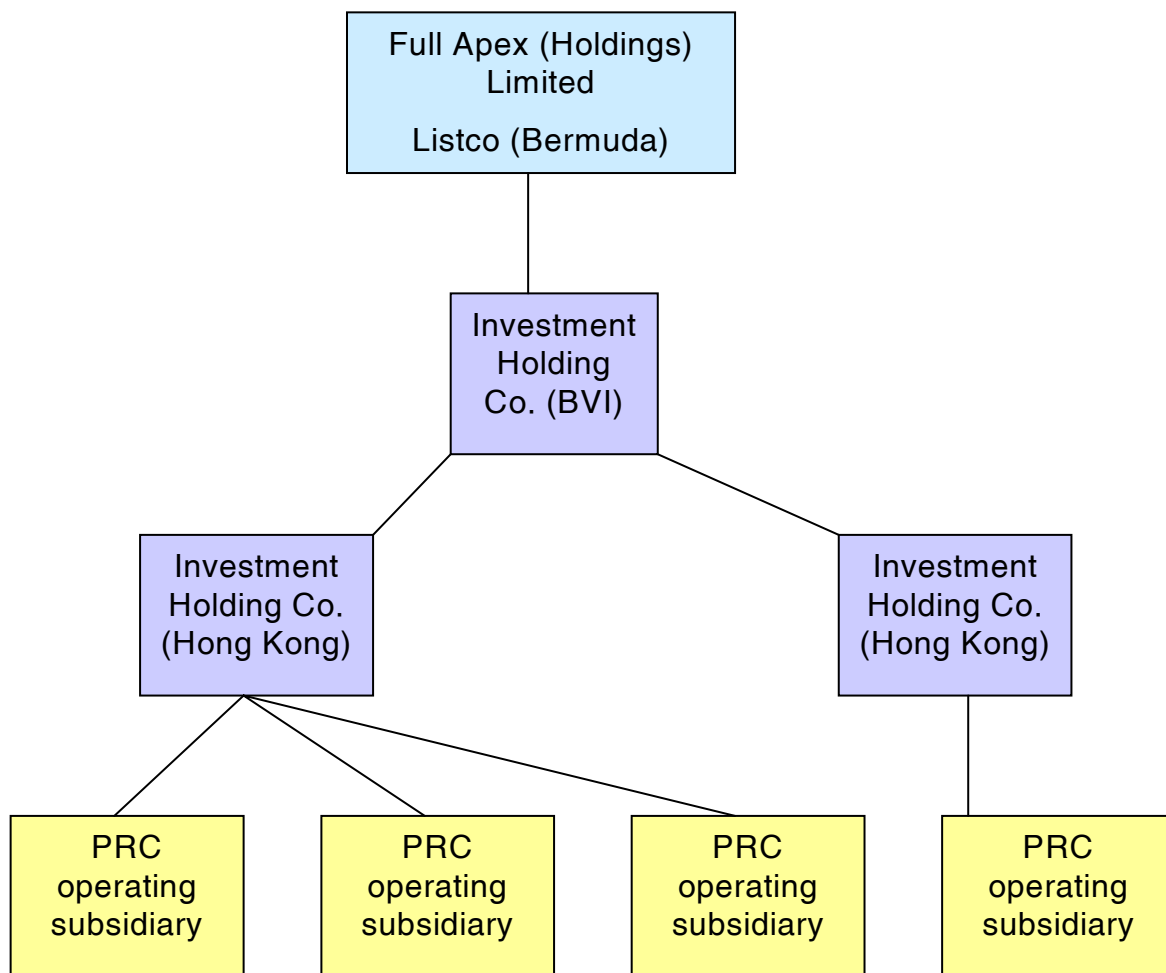 Full Apex (Holdings)
Limited
Listco (Bermuda)
Investment
Holding
Co. (BVI)
Investment
Holding Co.
(Hong Kong)
Investment
Holding Co.
(Hong Kong)
PRC
operating
subsidiary
PRC
operating
subsidiary
PRC
operating
subsidiary
PRC
operating
subsidiary